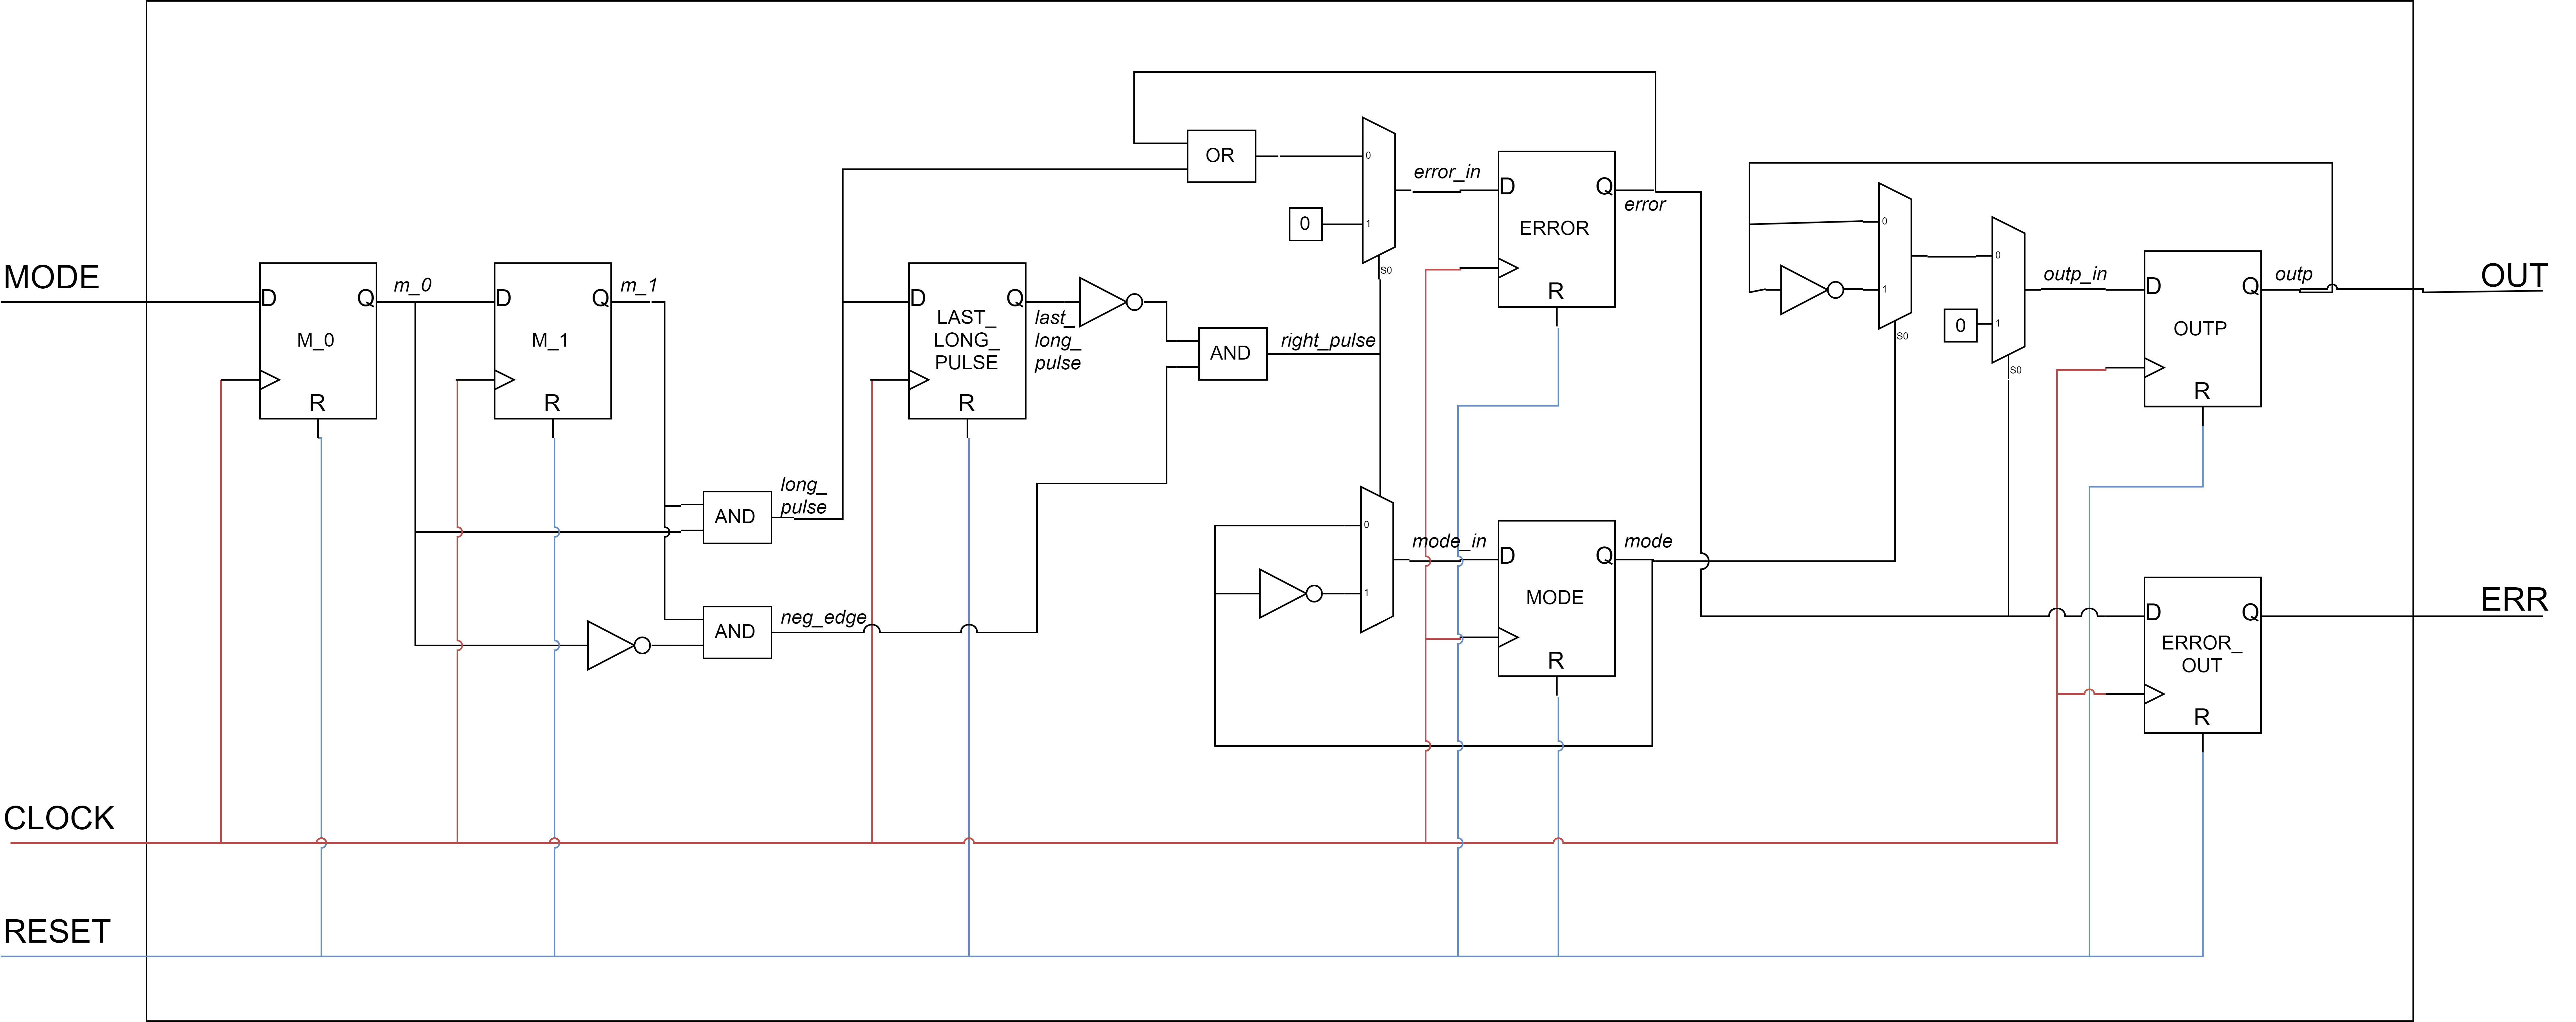 OR
0
error_in
D
Q
error
ERROR
R
1
0
S0
0
1
S0
0
1
S0
0
outp_in
D
Q
outp
OUTP
R
OUT
MODE
D
Q
m_0
M_0
R
D
Q
m_1
M_1
R
D
Q
LAST_
LONG_
PULSE
R
last_
long_
pulse
AND
right_pulse
AND
long_
pulse
AND
neg_edge
0
1
mode_in
D
Q
mode
MODE
R
D
Q
ERROR_
OUT
R
ERR
CLOCK
RESET